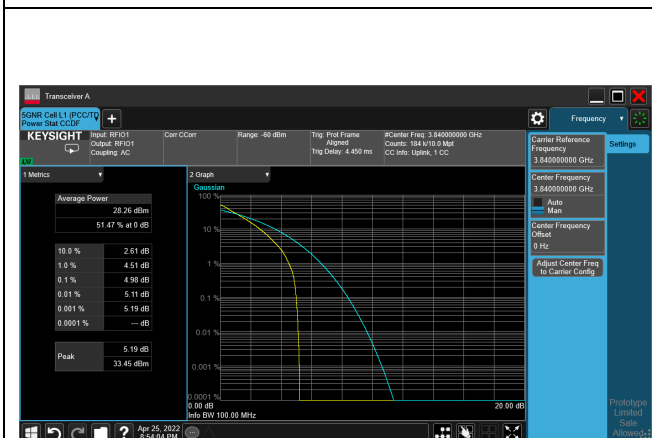 Transceiver A
5GNR Cell L1 (PCC/TD
Power Stat CCDF
Frequency
KEYSIGHT
LW
Input: RFIO1
Output: RFIO1
Coupling: AC
Corr CCorr
Range: -60 dBm
Trig: Prot Frame
Aligned
Trig Delay: 4.450 ms
#Center Freq: 3.840000000 GHz
Counts: 184 k/10.0 Mpt
CC Info: Uplink, 1 CC
Carrier Reference
Frequency
3.840000000 GHz
Settings
Center Frequency
3.840000000 GHz
Auto
Man
Center Frequency
Offset
0 Hz
Adjust Center Freq
to Carrier Config
1 Metrics
Average Power
28.26 dBm
51.47 % at 0 dB
10.0 % 2.61 dB
1.0 % 4.51 dB
0.1 % 4.98 dB
0.01 % 5.11 dB
0.001 % 5.19 dB
0.0001 % --- dB
Peak 5.19 dB
33.45 dBm
2 Graph
Gaussian
100 %
10 %
1 %
0.1 %
0.01 %
0.001 %
0.0001 %
0.00 dB 20.00 dB
Info BW 100.00 MHz
Prototype
Limited
Sale
Allowed
Apr 25, 2022
8:54:04 PM